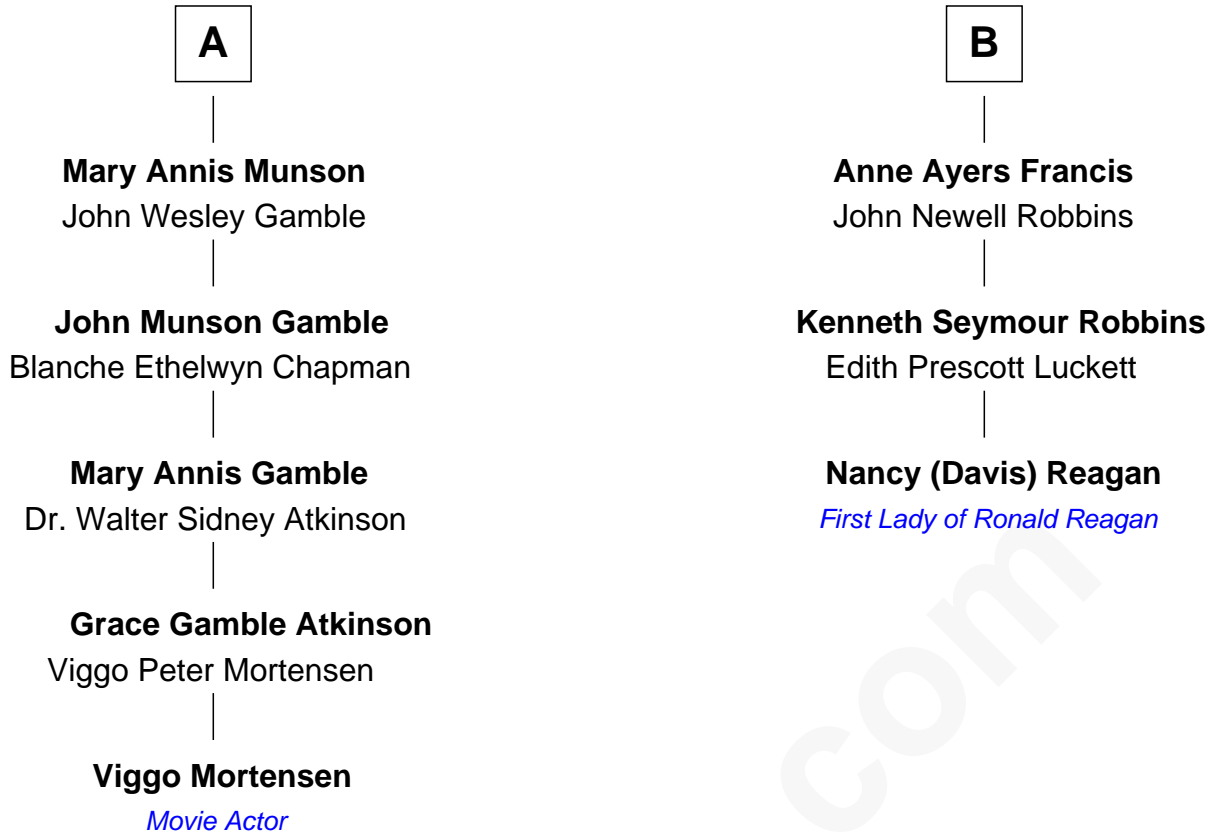 A
Mary Annis Munson
John Wesley Gamble
John Munson Gamble
Blanche Ethelwyn Chapman
Mary Annis Gamble
Dr. Walter Sidney Atkinson
Grace Gamble Atkinson
Viggo Peter Mortensen
Viggo Mortensen
Movie Actor
B
Anne Ayers Francis
John Newell Robbins
Kenneth Seymour Robbins
Edith Prescott Luckett
Nancy (Davis) Reagan
First Lady of Ronald Reagan
com